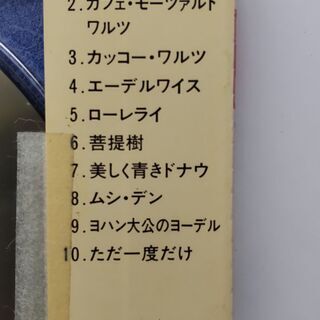 2.カフェ・モーツァルト
ワルツ
3.カッコー・ワルツ
4.エーデルワイス
5.ローレライ
6.菩提樹
7.美しく青きドナウ
8.ムシ・デン
9.ヨハン大公のヨーデル
10.ただ一度だけ